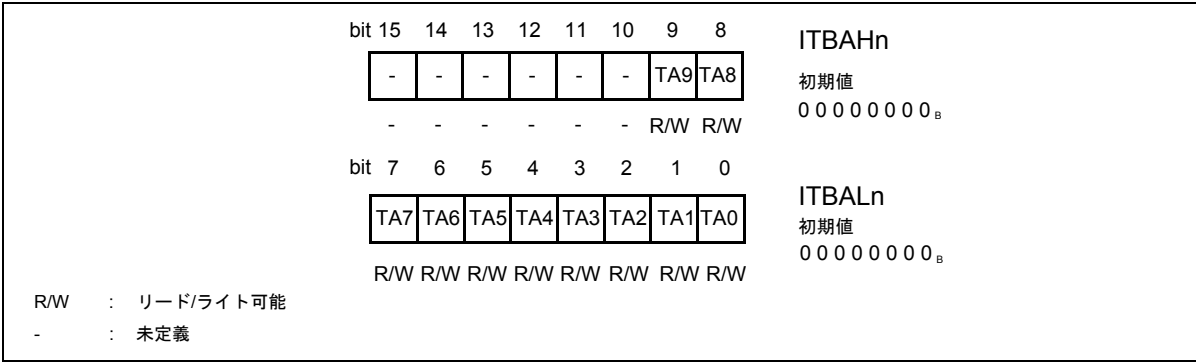 bit 15 14 13 12 11 10 9 8
ITBAHn
- - - - - - TA9 TA8
初期値
00000000B
- - - - - - R/W R/W
bit 7 6 5 4 3 2 1 0
ITBALn
TA7 TA6 TA5 TA4 TA3 TA2 TA1 TA0
初期値
00000000B
R/W R/W R/W R/W R/W R/W R/W R/W
R/W : リード/ライト可能
- : 未定義